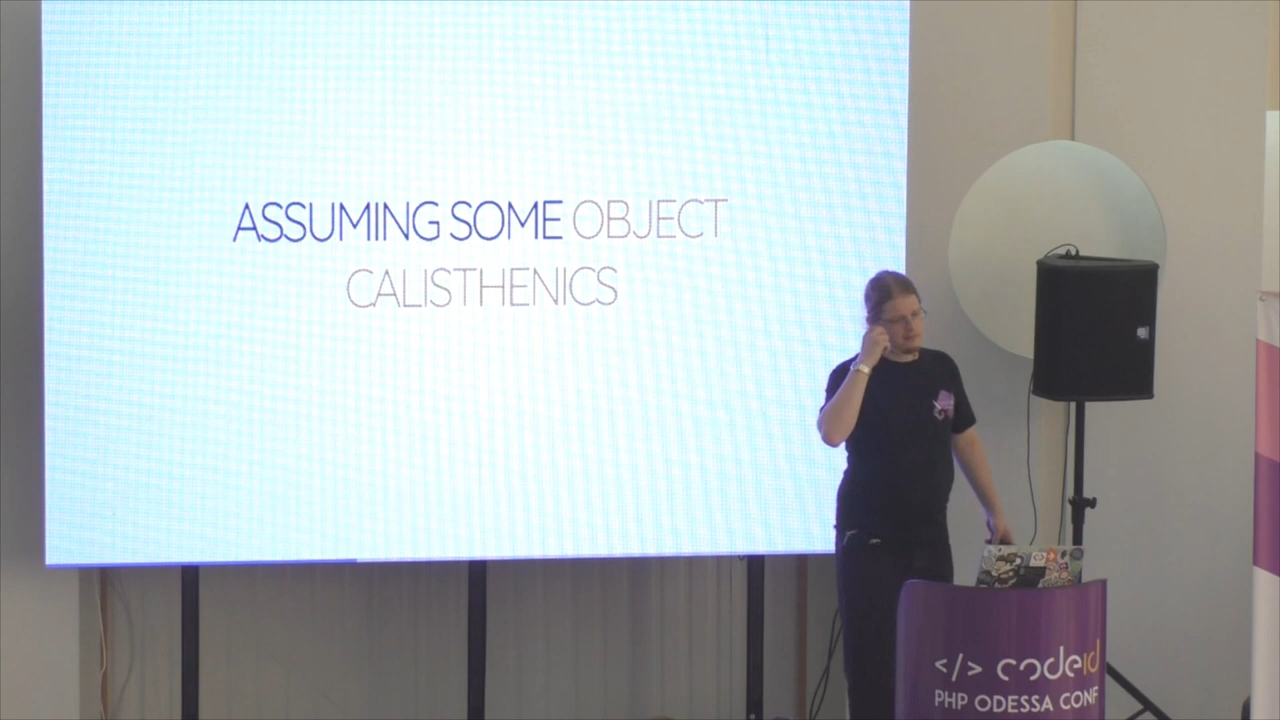 ASSUMING SOME OBJECT
CALISTHENICS
</> codeid
PHP ODESSA CONF